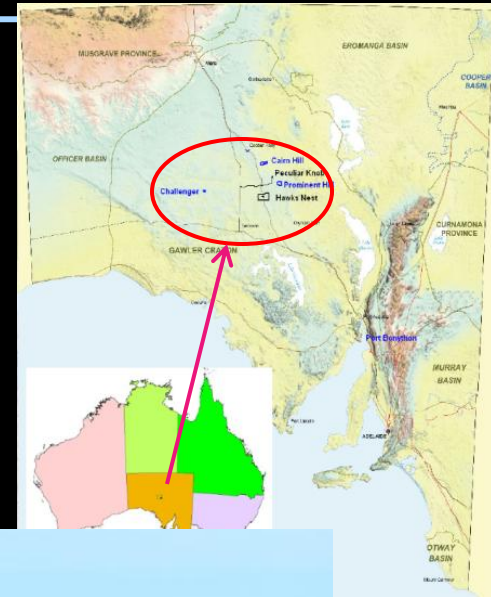 MUSGRAVE PROVINCE
EROMANGA BASIN
COOPER
BASIN
OFFICER BASIN
Cairn Hill
Peculiar Knob
Challenger
Prominent Hil
Hawks Nest
CURNAMONA
PROVINCE
GAWLER CRATON
Port Bonython
MURRAY
BASIN
ADELAIDE
OTWAY
BASIN